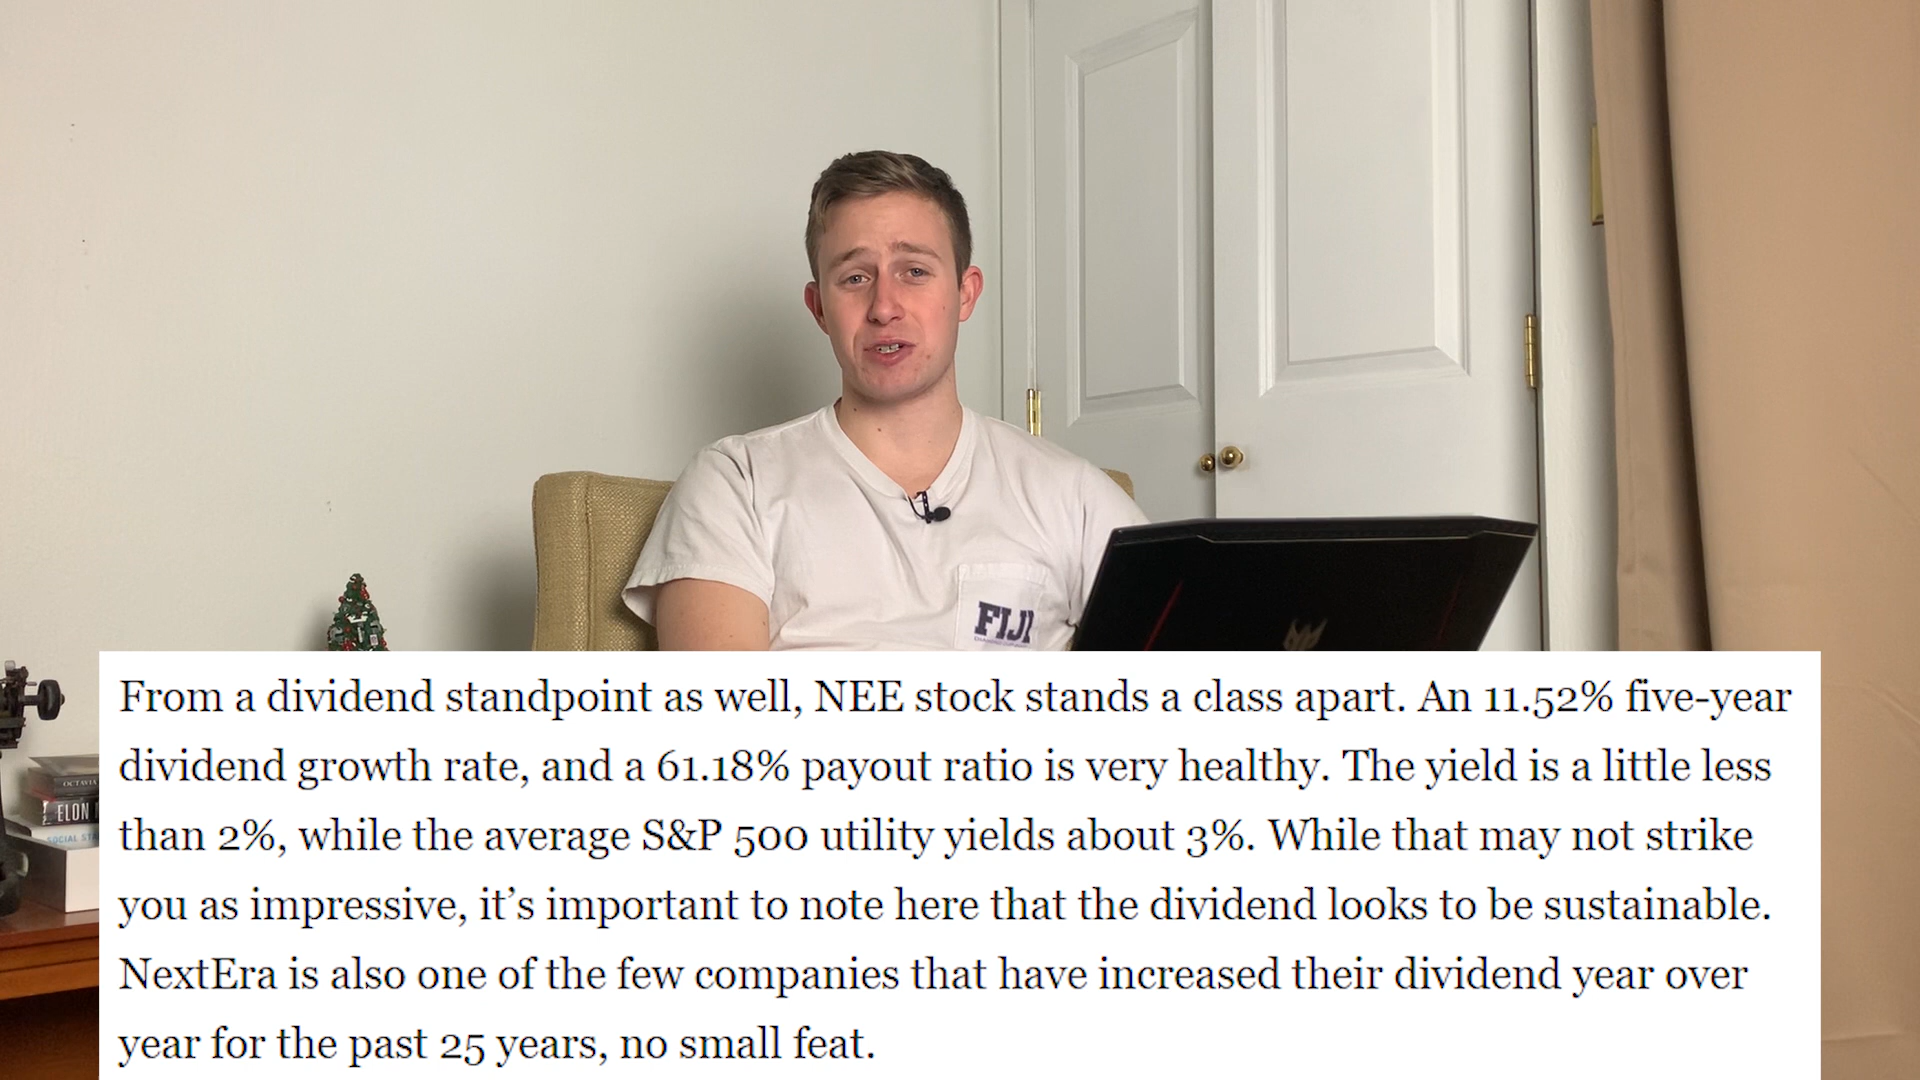 FIJI
OCTAVIA
ELON
SOCIAL STA
From a dividend standpoint as well, NEE stock stands a class apart. An 11.52% five-year
dividend growth rate, and a 61.18% payout ratio is very healthy. The yield is a little less
than 2%, while the average S&P 500 utility yields about 3%. While that may not strike
you as impressive, it’s important to note here that the dividend looks to be sustainable.
NextEra is also one of the few companies that have increased their dividend year over
year for the past 25 years, no small feat.